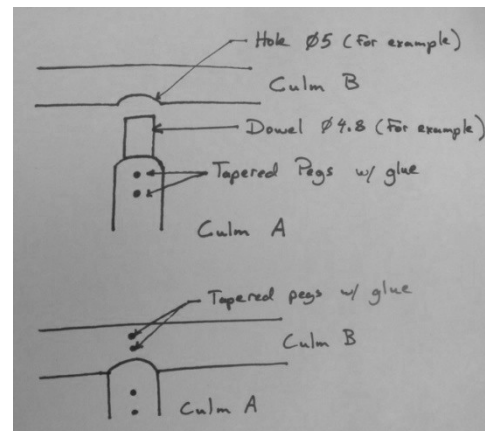 Hole Ø5 (For example)
Culm B
Dowel Ø4.8 (For example)
Tapered Pegs w/ glue
Culm A
Tapered pegs w/ glue
Culm B
Culm A